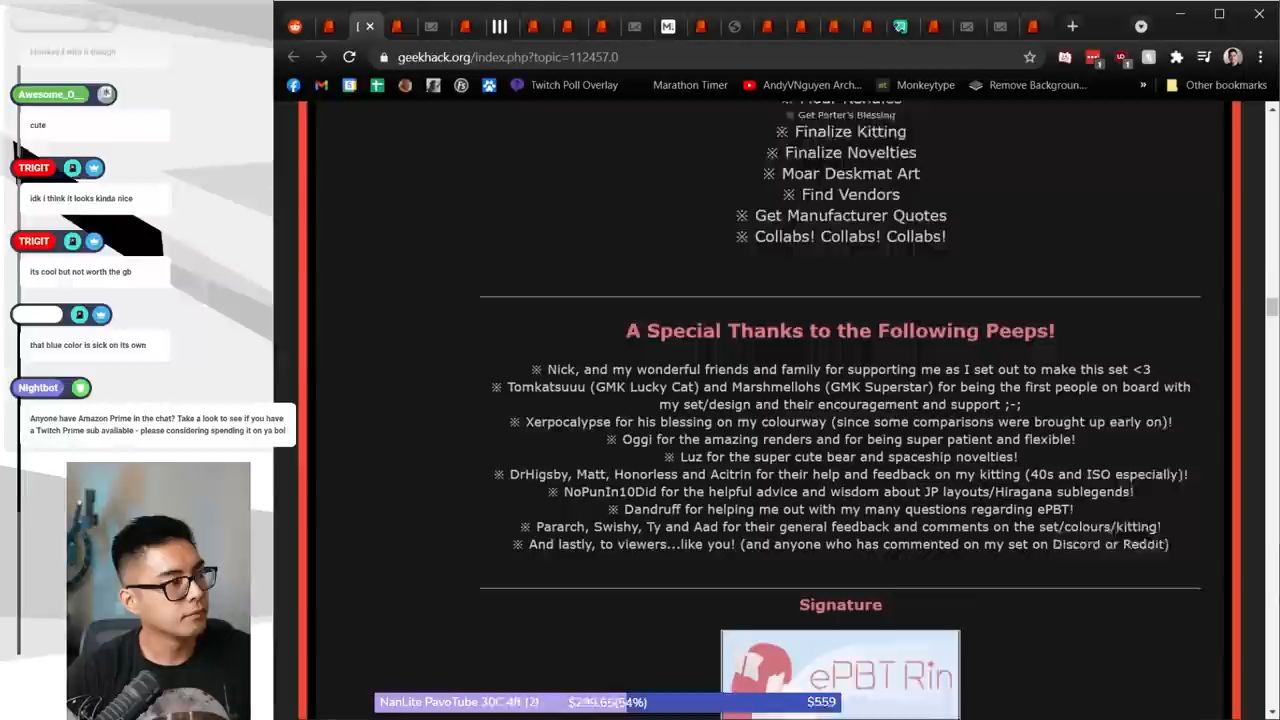 Awesome_O__
cute
TRIGIT
idk i think it looks kinda nice
TRIGIT
its cool but not worth the gb
that blue color is sick on its own
Nightbot
Anyone have Amazon Prime in the chat? Take a look to see if you have
a Twitch Prime sub available - please considering spending it on ya boi
geekhack.org/index.php?topic=112457.0
Twitch Poll Overlay
Marathon Timer
AndyVNguyen Arch...
Monkeytype
Remove Backgroun...
» Other bookmarks
Get Porter's Blessing
※ Finalize Kitting
※ Finalize Novelties
※ Moar Deskmat Art
※ Find Vendors
※ Get Manufacturer Quotes
※ Collabs! Collabs! Collabs!
A Special Thanks to the Following Peeps!
※ Nick, and my wonderful friends and family for supporting me as I set out to make this set <3
※ Tomkatsuuu (GMK Lucky Cat) and Marshmellohs (GMK Superstar) for being the first people on board with
my set/design and their encouragement and support ;-;
※ Xerpocalypse for his blessing on my colourway (since some comparisons were brought up early on)!
※ Oggi for the amazing renders and for being super patient and flexible!
※ Luz for the super cute bear and spaceship novelties!
※ DrHigsby, Matt, Honorless and Acitrin for their help and feedback on my kitting (40s and ISO especially)!
※ NoPunIn10Did for the helpful advice and wisdom about JP layouts/Hiragana sublegends!
※ Dandruff for helping me out with my many questions regarding ePBT!
※ Pararch, Swishy, Ty and Aad for their general feedback and comments on the set/colours/kitting!
※ And lastly, to viewers...like you! (and anyone who has commented on my set on Discord or Reddit)
Signature
ePBT Rin
NanLite PavoTube 30C 4ft (2) $559